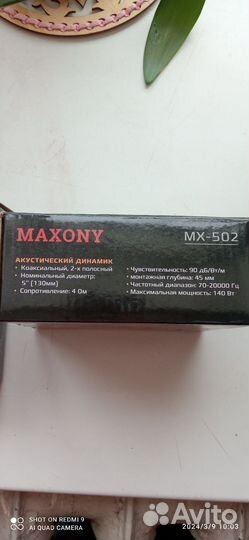 MAXONY
MX-502
АКУСТИЧЕСКИЙ ДИНАМИК
• Коаксиальный, 2-х полосный
• Номинальный диаметр:
5" (130мм)
• Сопротивление: 4 Ом
• Чувствительность: 90 дБ/Вт/м
• монтажная глубина: 45 мм
• Частотный диапазон: 70-20000 Гц
• Максимальная мощность: 140 Вт
SHOT ON REDMI 9
AI QUAD CAMERA
2024/3/9 10:03
Avito